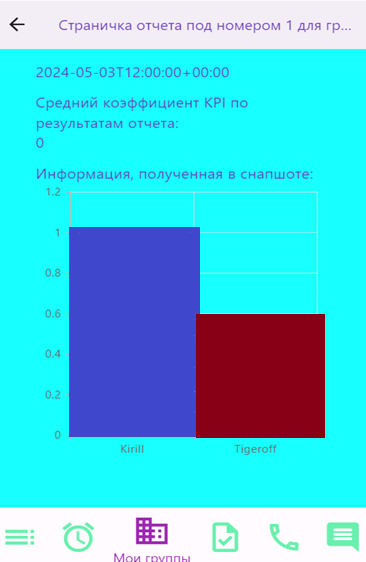 Страничка отчета под номером 1 для гр...
2024-05-03T12:00:00+00:00
Средний коэффициент KPI по
результатам отчета:
0
Информация, полученная в снапшоте:
1.2
1
0.8
0.6
0.4
0.2
0
Kirill Tigeroff
Мои группы